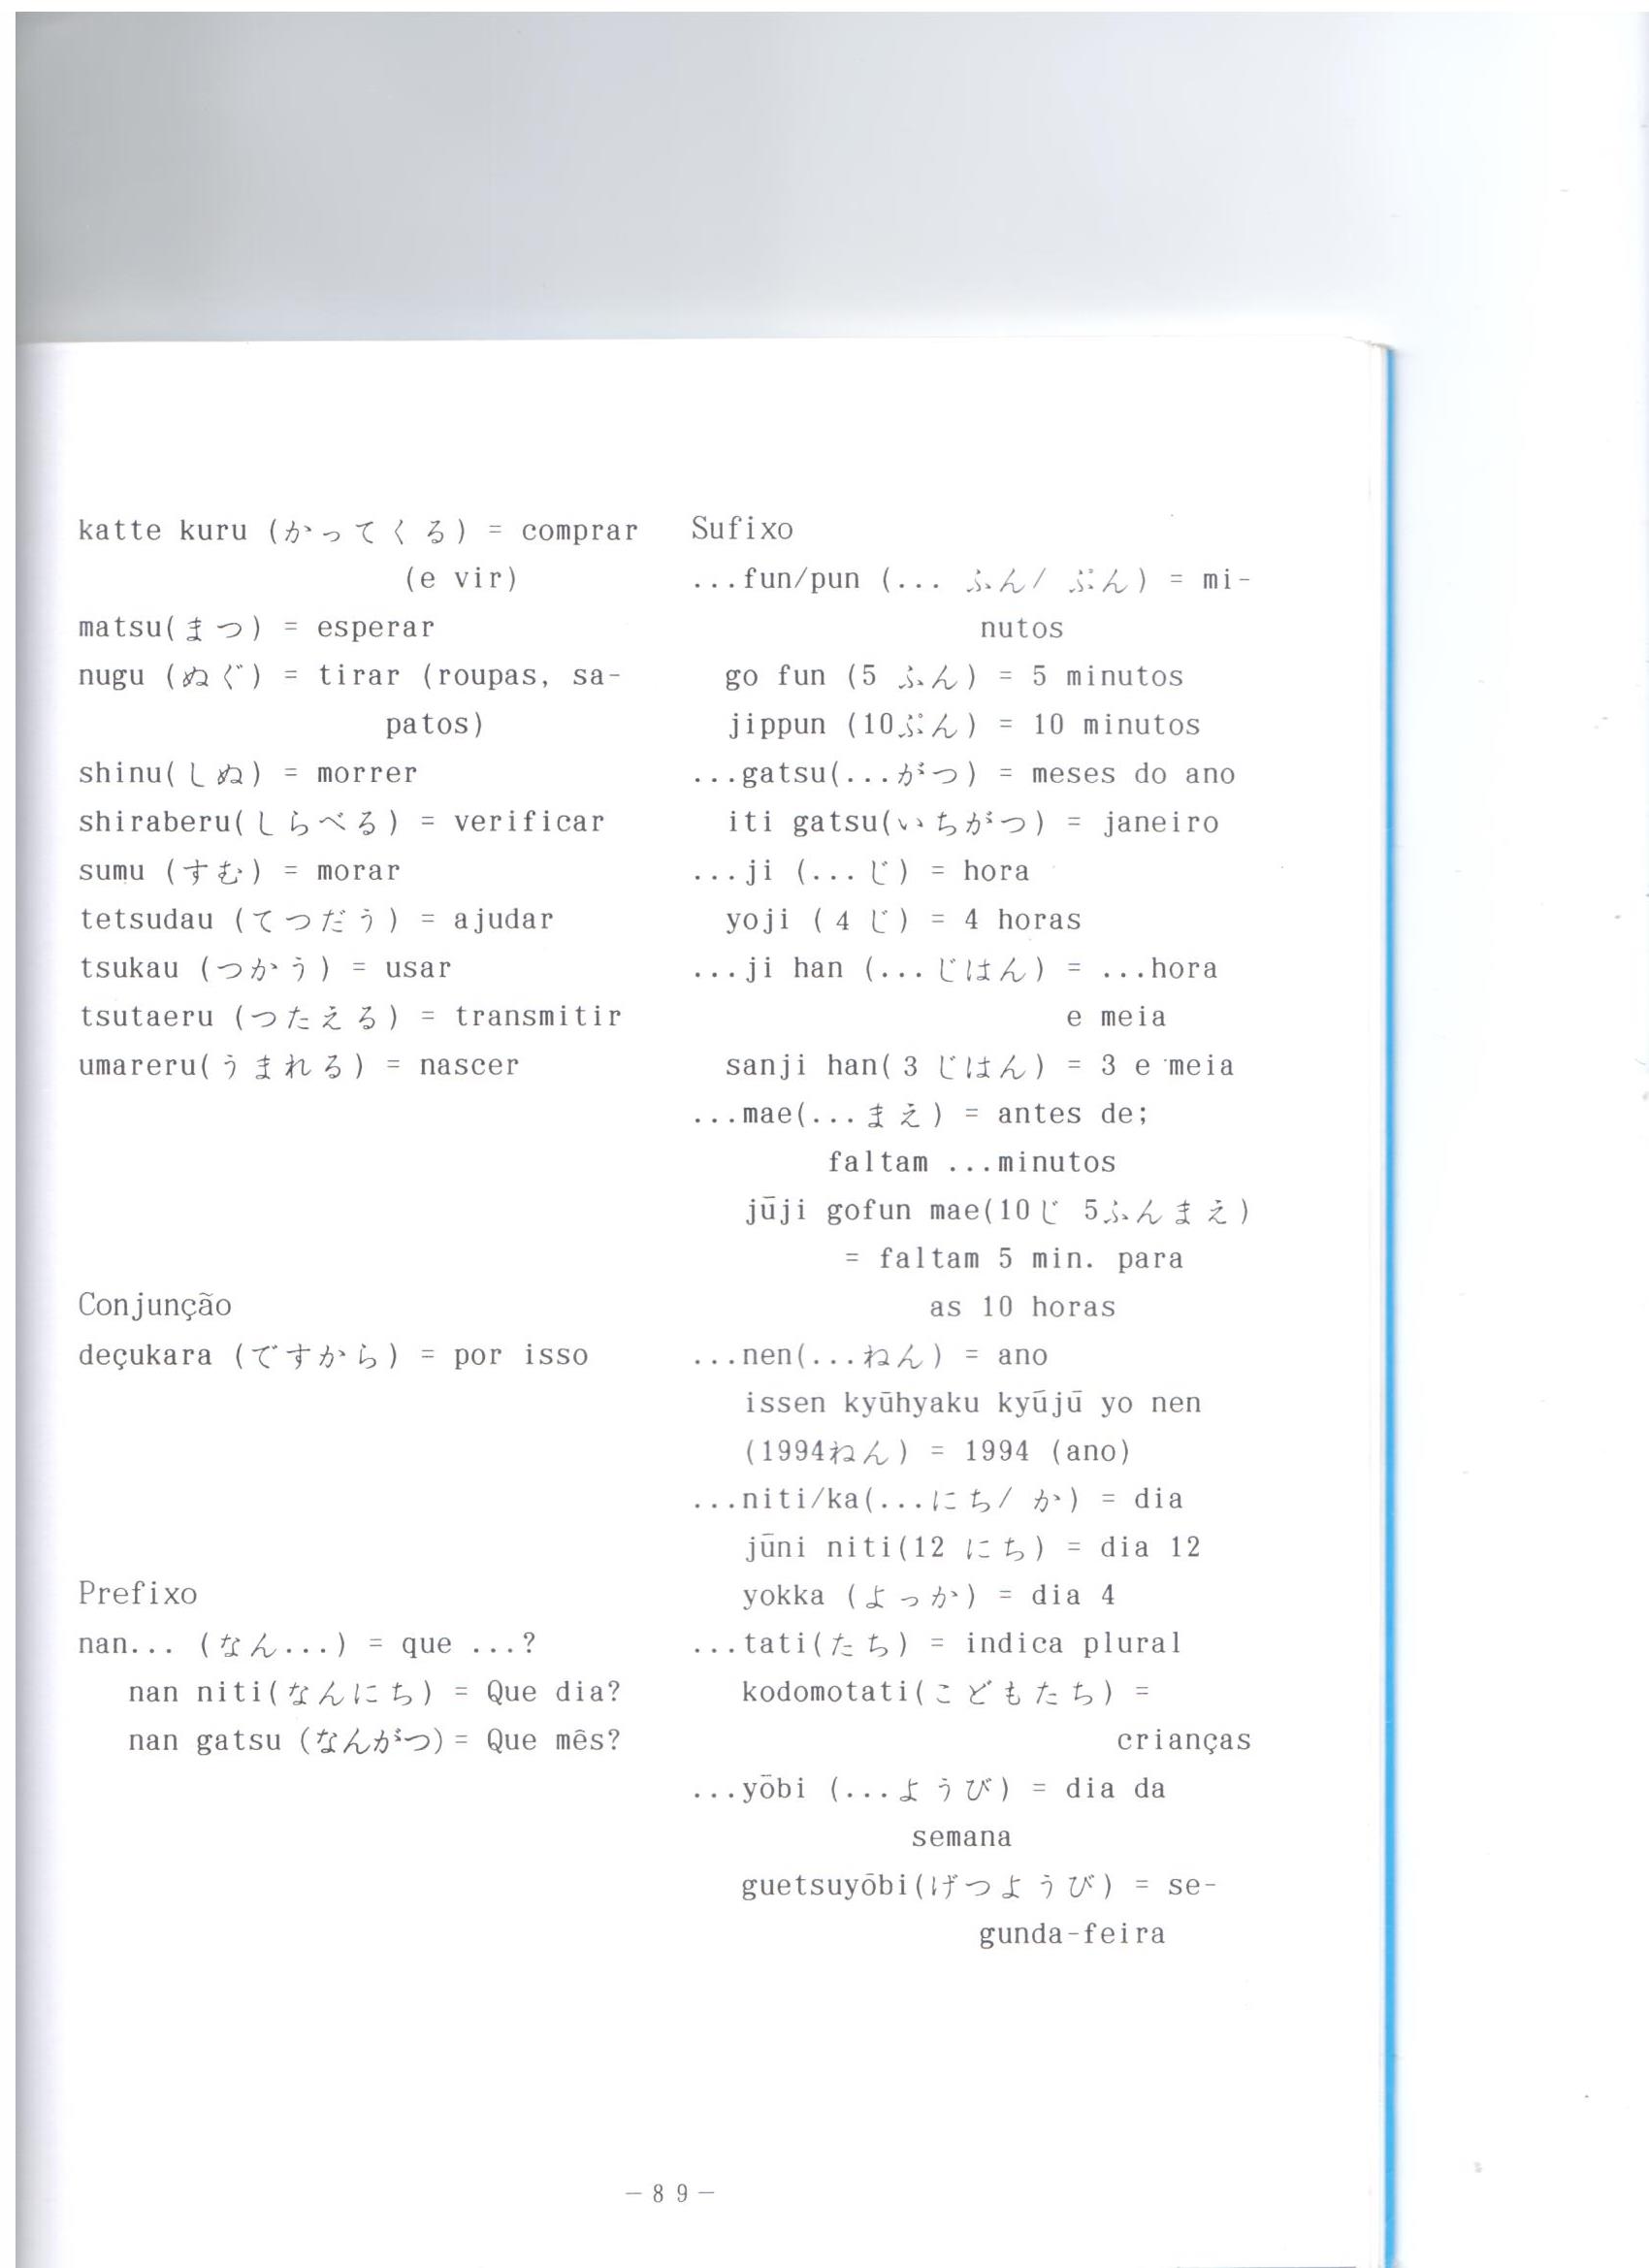 katte kuru (かってくる) = comprar
(e vir)
matsu(まつ) = esperar
nugu (ぬぐ) = tirar (roupas, sa-
patos)
shinu(しぬ) = morrer
shiraberu(しらべる) = verificar
sumu (すむ) = morar
tetsudau (てつだう) = ajudar
tsukau (つかう) = usar
tsutaeru (つたえる) = transmitir
umareru(うまれる) = nascer
Conjunção
deçukara (ですから) = por isso
Prefixo
nan... (なん...) = que ...?
nan niti(なんにち) = Que dia?
nan gatsu (なんがつ)= Que mês?
Sufixo
...fun/pun (... ふん/ ぷん) = mi-
nutos
go fun (5 ふん) = 5 minutos
jippun (10ぷん) = 10 minutos
...gatsu(...がつ) = meses do ano
iti gatsu(いちがつ) = janeiro
...ji (...じ) = hora
yoji (4 じ) = 4 horas
...ji han (...じはん) = ...hora
e meia
sanji han(3 じはん) = 3 e meia
...mae(...まえ) = antes de;
faltam ...minutos
jūji gofun mae(10じ 5ふんまえ)
= faltam 5 min. para
as 10 horas
...nen(...ねん) = ano
issen kyūhyaku kyūjū yo nen
(1994ねん) = 1994 (ano)
...niti/ka(...にち/ か) = dia
jūni niti(12 にち) = dia 12
yokka (よっか) = dia 4
...tati(たち) = indica plural
kodomotati(こどもたち) =
crianças
...yōbi (...ようび) = dia da
semana
guetsuyōbi(げつようび) = se-
gunda-feira
－89－